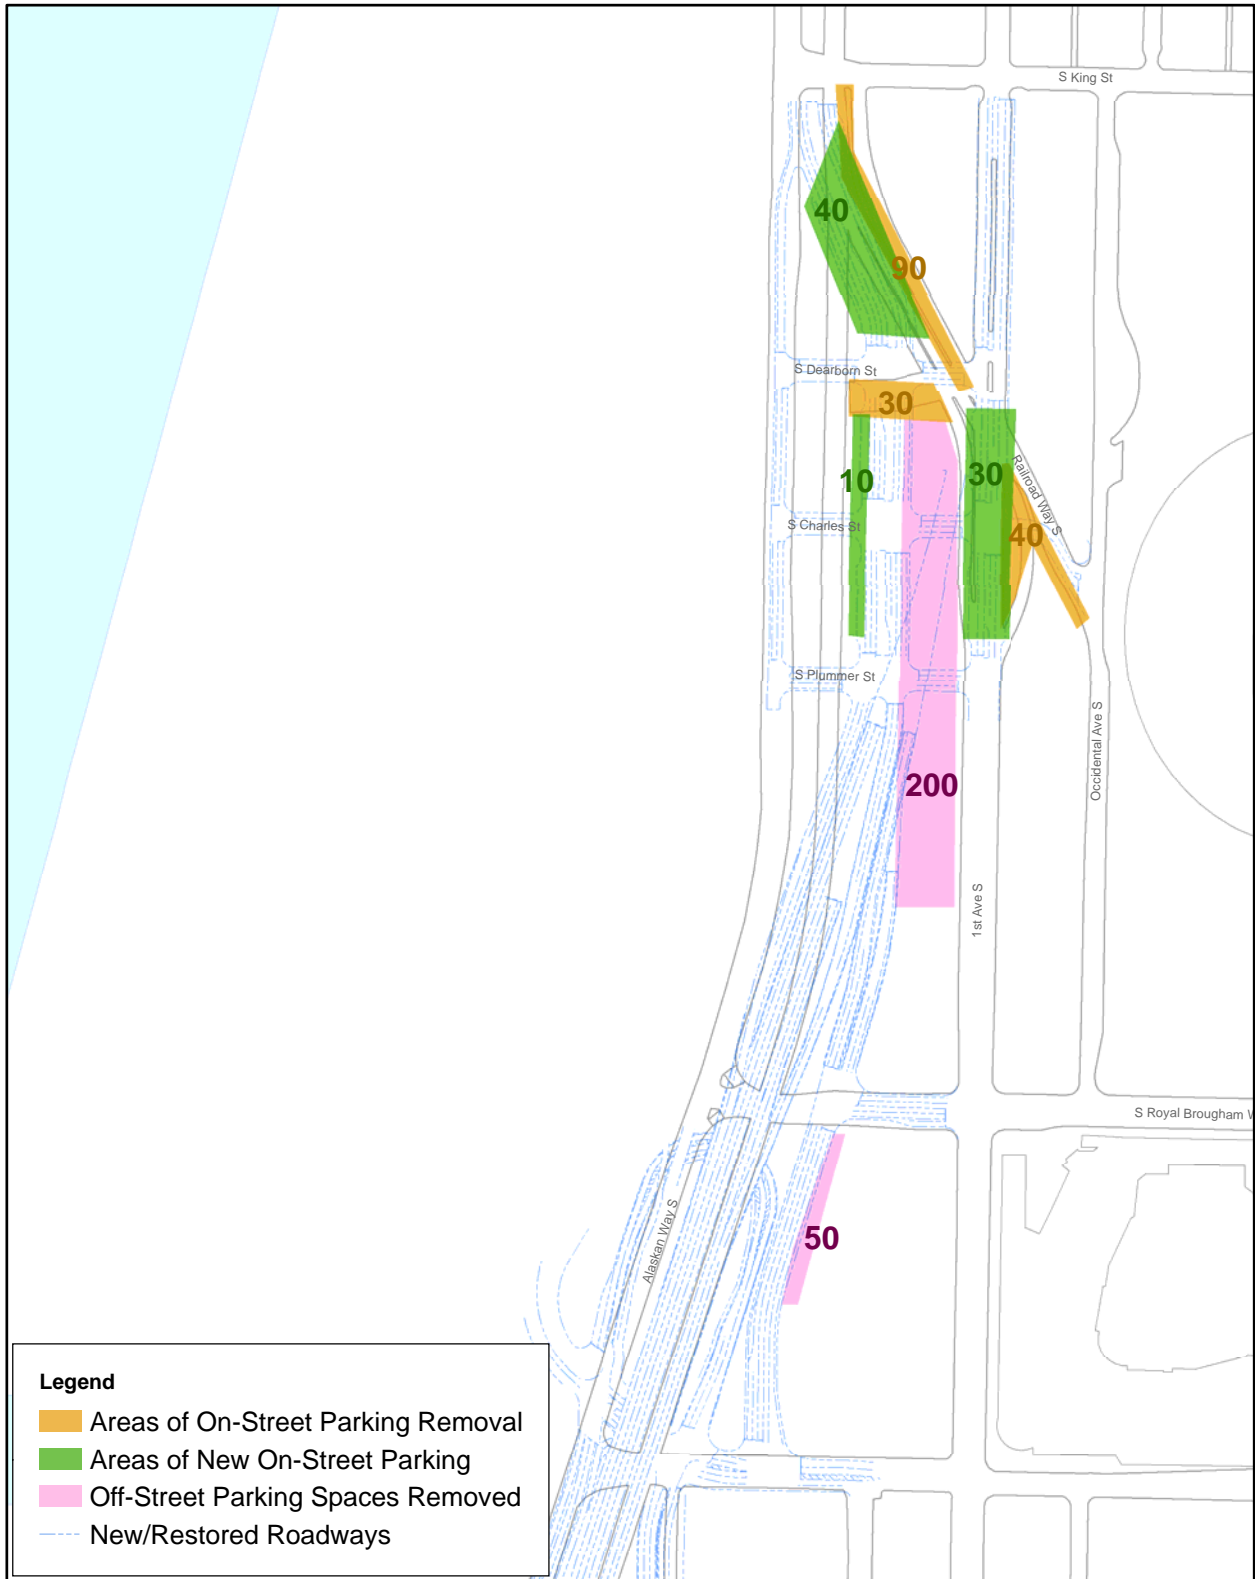 S King St
40
90
S Dearborn St
30
10
30
Railroad Way S
S Charles St
40
S Plummer St
200
Occidental Ave S
1st Ave S
S Royal Brougham W
Alaskan Way S
50
Legend
Areas of On-Street Parking Removal
Areas of New On-Street Parking
Off-Street Parking Spaces Removed
New/Restored Roadways